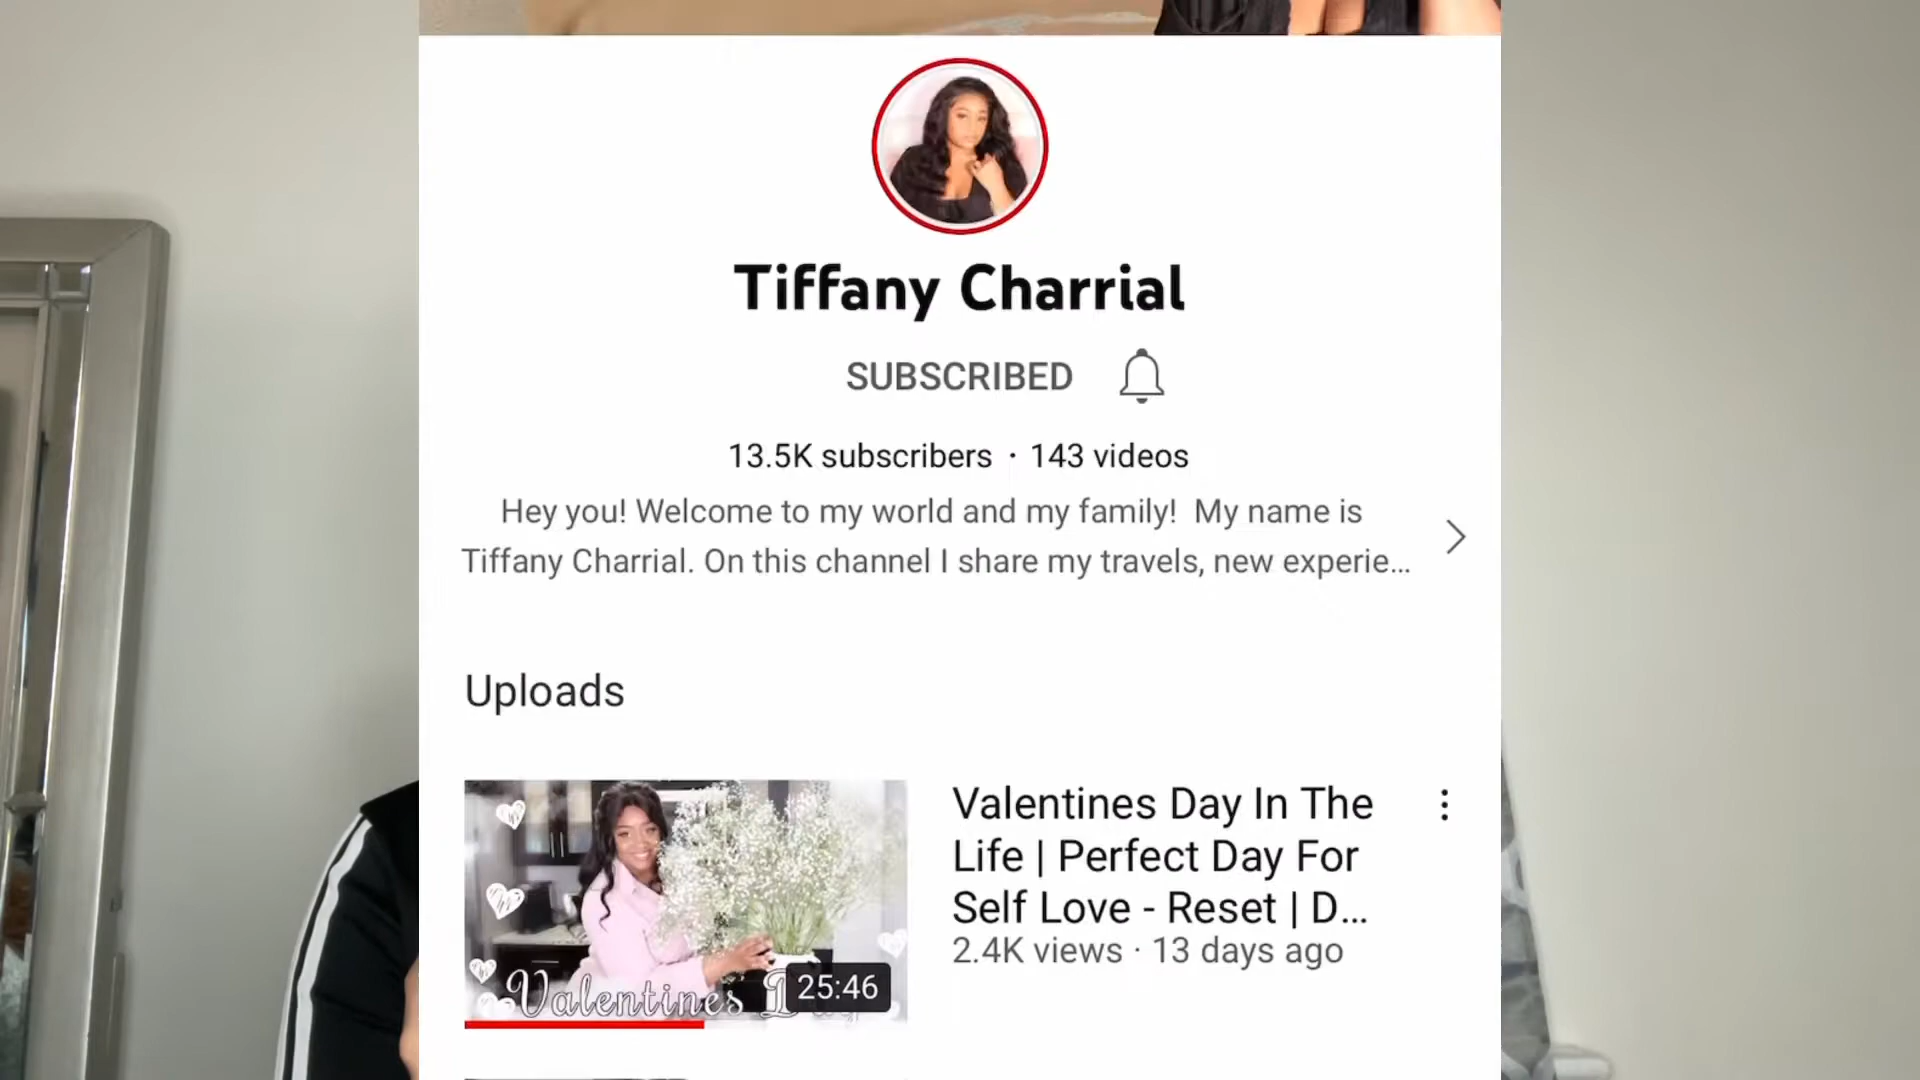 Tiffany Charrial
SUBSCRIBED
13.5K subscribers · 143 videos
Hey you! Welcome to my world and my family!  My name is
Tiffany Charrial. On this channel I share my travels, new experie...
Uploads
Valentines Day In The
Life | Perfect Day For
Self Love - Reset | D...
2.4K views · 13 days ago
Valentines D
25:46